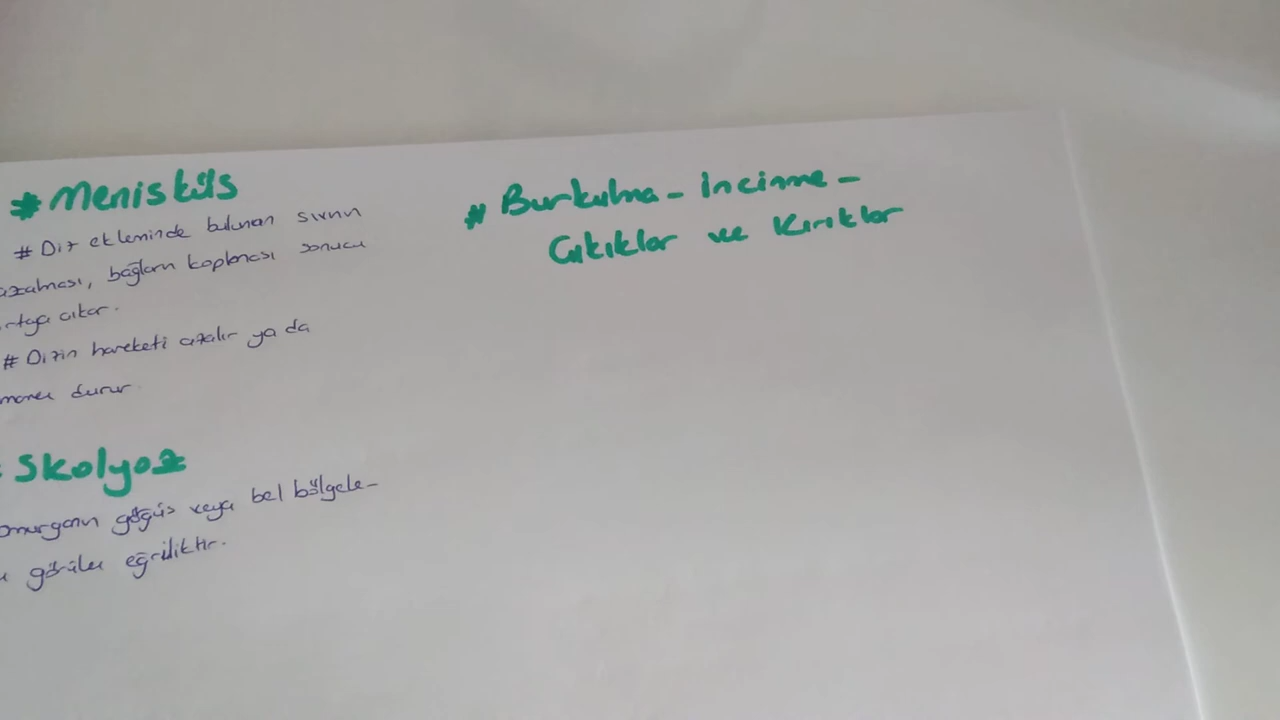 # Menisküs
# Diz ekleminde bulunan sıvının
azalması, bağların kopması sonucu
ortaya çıkar.
# Dizin hareketi azalır ya da
durur
Skolyoz
omurganın göğüs veya bel bölgele-
görülen eğriliktir.
# Burkulma - İncinme -
Çıkıklar ve Kırıklar